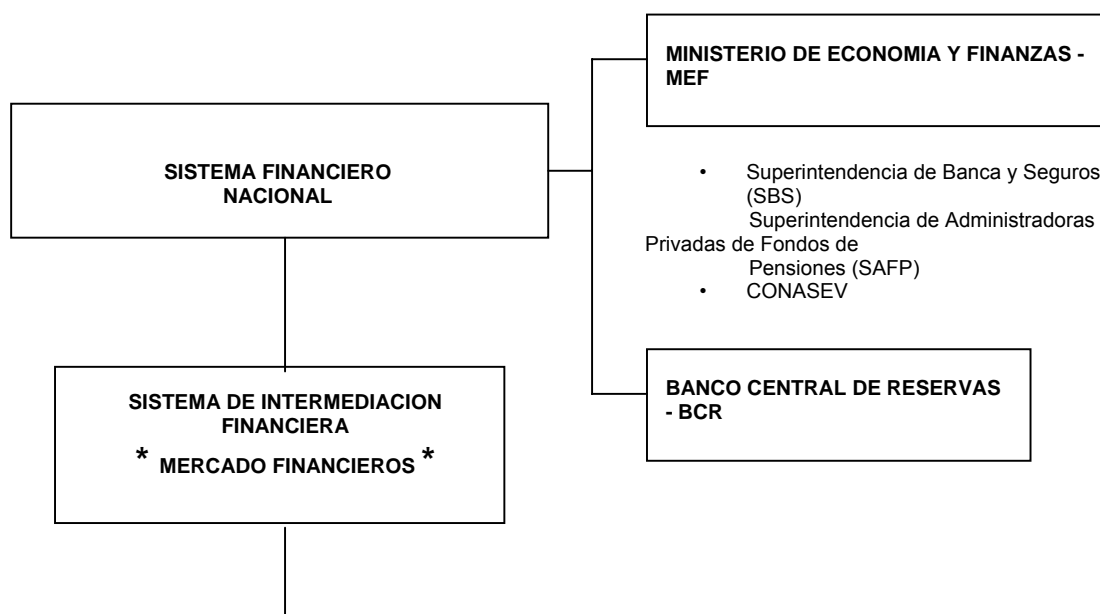 MINISTERIO DE ECONOMIA Y FINANZAS -
MEF
SISTEMA FINANCIERO
NACIONAL
• Superintendencia de Banca y Seguros
(SBS)
Superintendencia de Administradoras
Privadas de Fondos de
Pensiones (SAFP)
• CONASEV
BANCO CENTRAL DE RESERVAS
- BCR
SISTEMA DE INTERMEDIACION
FINANCIERA
* MERCADO FINANCIEROS *